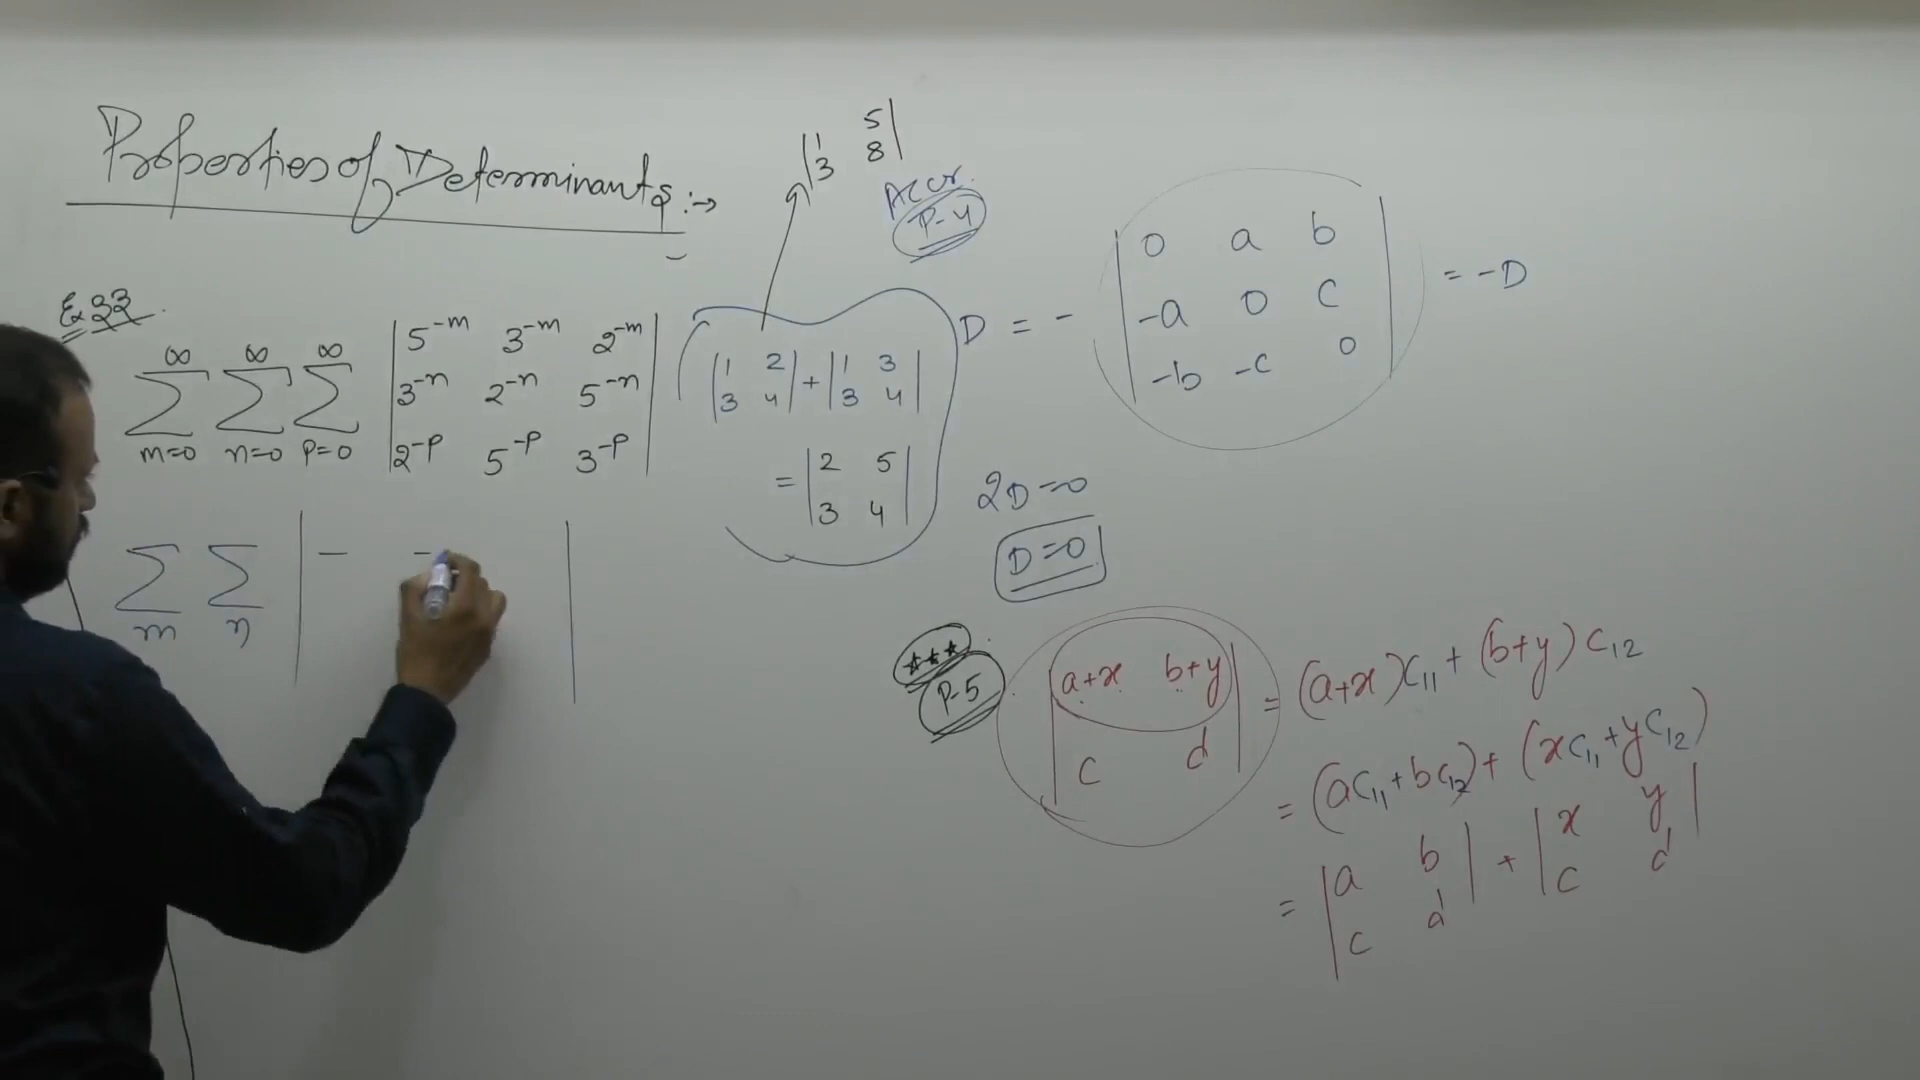 Properties of Determinants :→
Ex 33.
∞ ∞ ∞
∑ ∑ ∑
m=0 n=0 p=0
| 5^-m 3^-m 2^-m |
| 3^-n 2^-n 5^-n |
| 2^-p 5^-p 3^-p |
∑ ∑ | - - |
m n
| 1 5 |
| 3 8 |
P-4
| 1 2 | + | 1 3 |
| 3 4 | | 3 4 |
= | 2 5 |
| 3 4 |
D = - | 0 a b | = -D
| -a 0 c |
| -b -c 0 |
2D=0
D=0
★★★
P-5
| a+x b+y | = (a+x)C11 + (b+y)C12
| c d |
= (aC11+bC12) + (xC11+yC12)
= | a b | + | x y |
| c d | | c d |